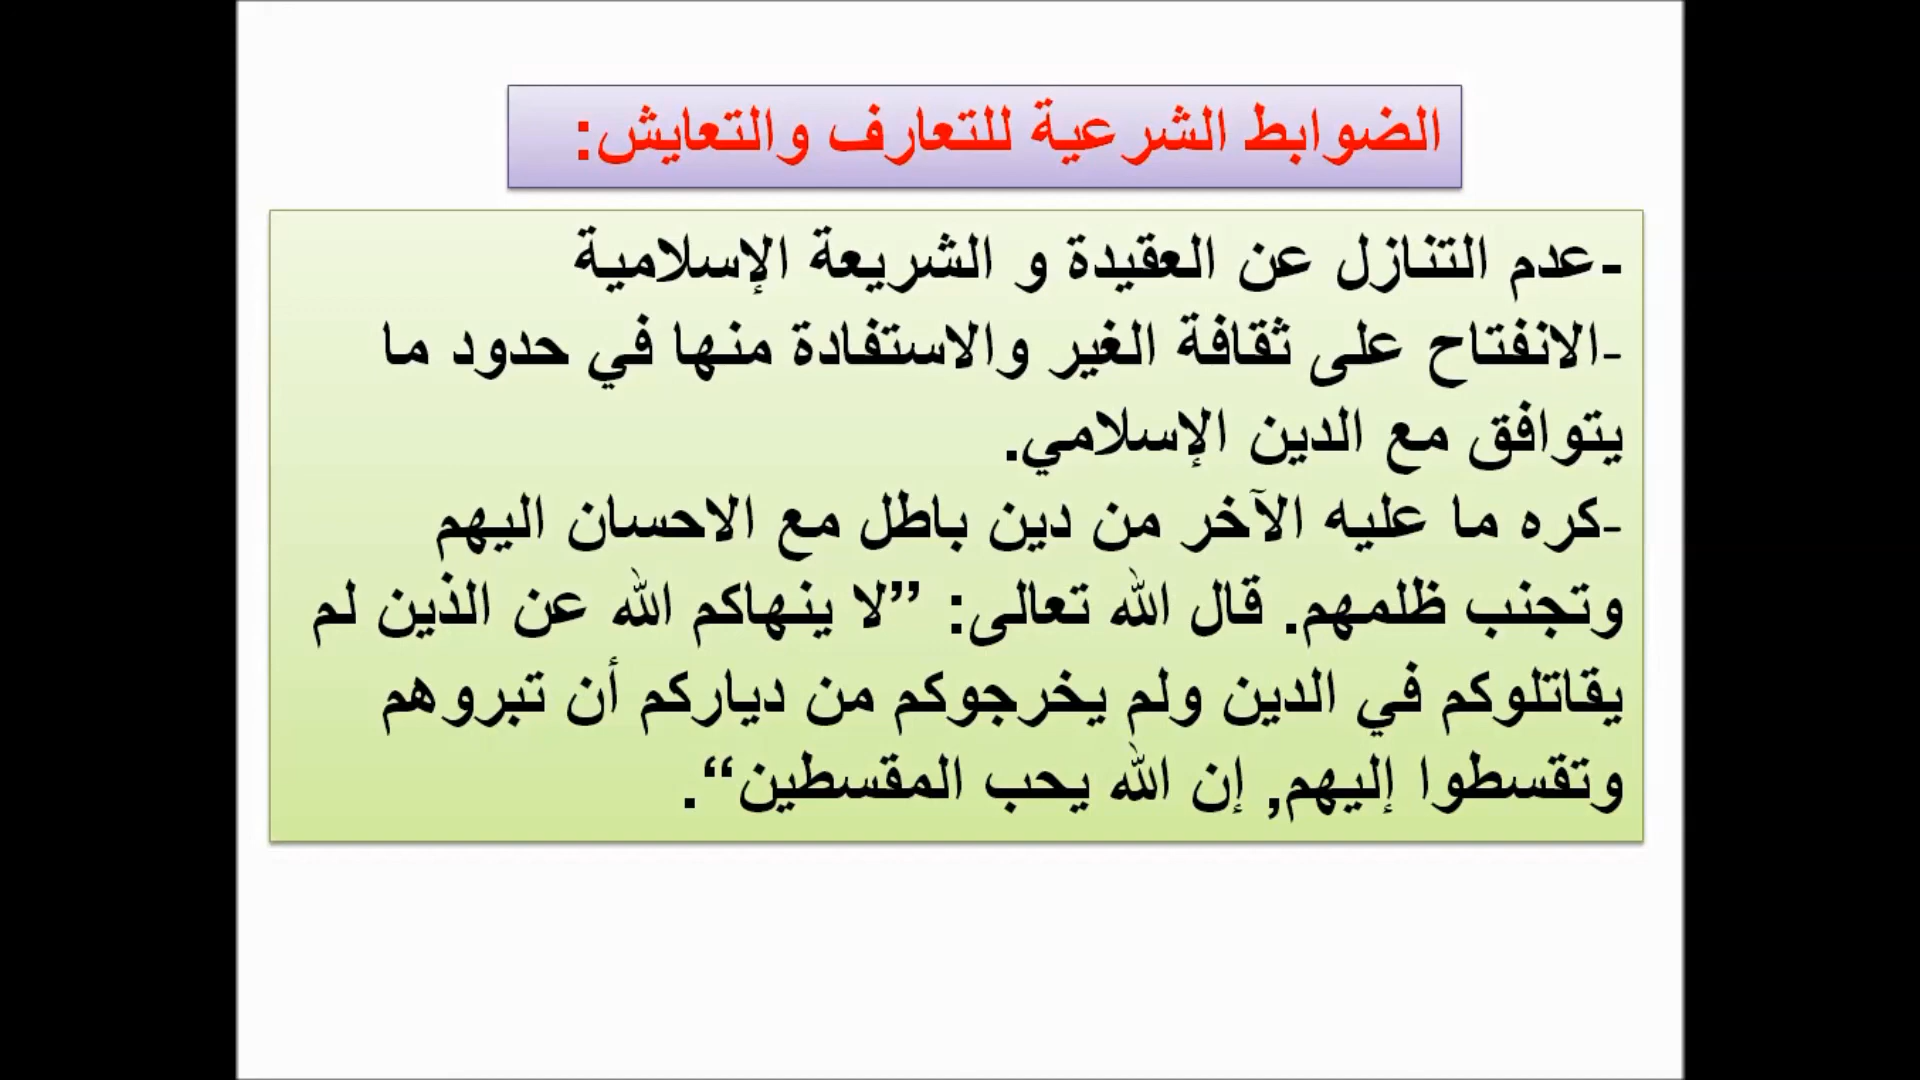 الضوابط الشرعية للتعارف والتعايش:
-عدم التنازل عن العقيدة و الشريعة الإسلامية
-الانفتاح على ثقافة الغير والاستفادة منها في حدود ما
يتوافق مع الدين الإسلامي.
-كره ما عليه الآخر من دين باطل مع الاحسان اليهم
وتجنب ظلمهم. قال الله تعالى: ”لا ينهاكم الله عن الذين لم
يقاتلوكم في الدين ولم يخرجوكم من دياركم أن تبروهم
وتقسطوا إليهم, إن الله يحب المقسطين“.